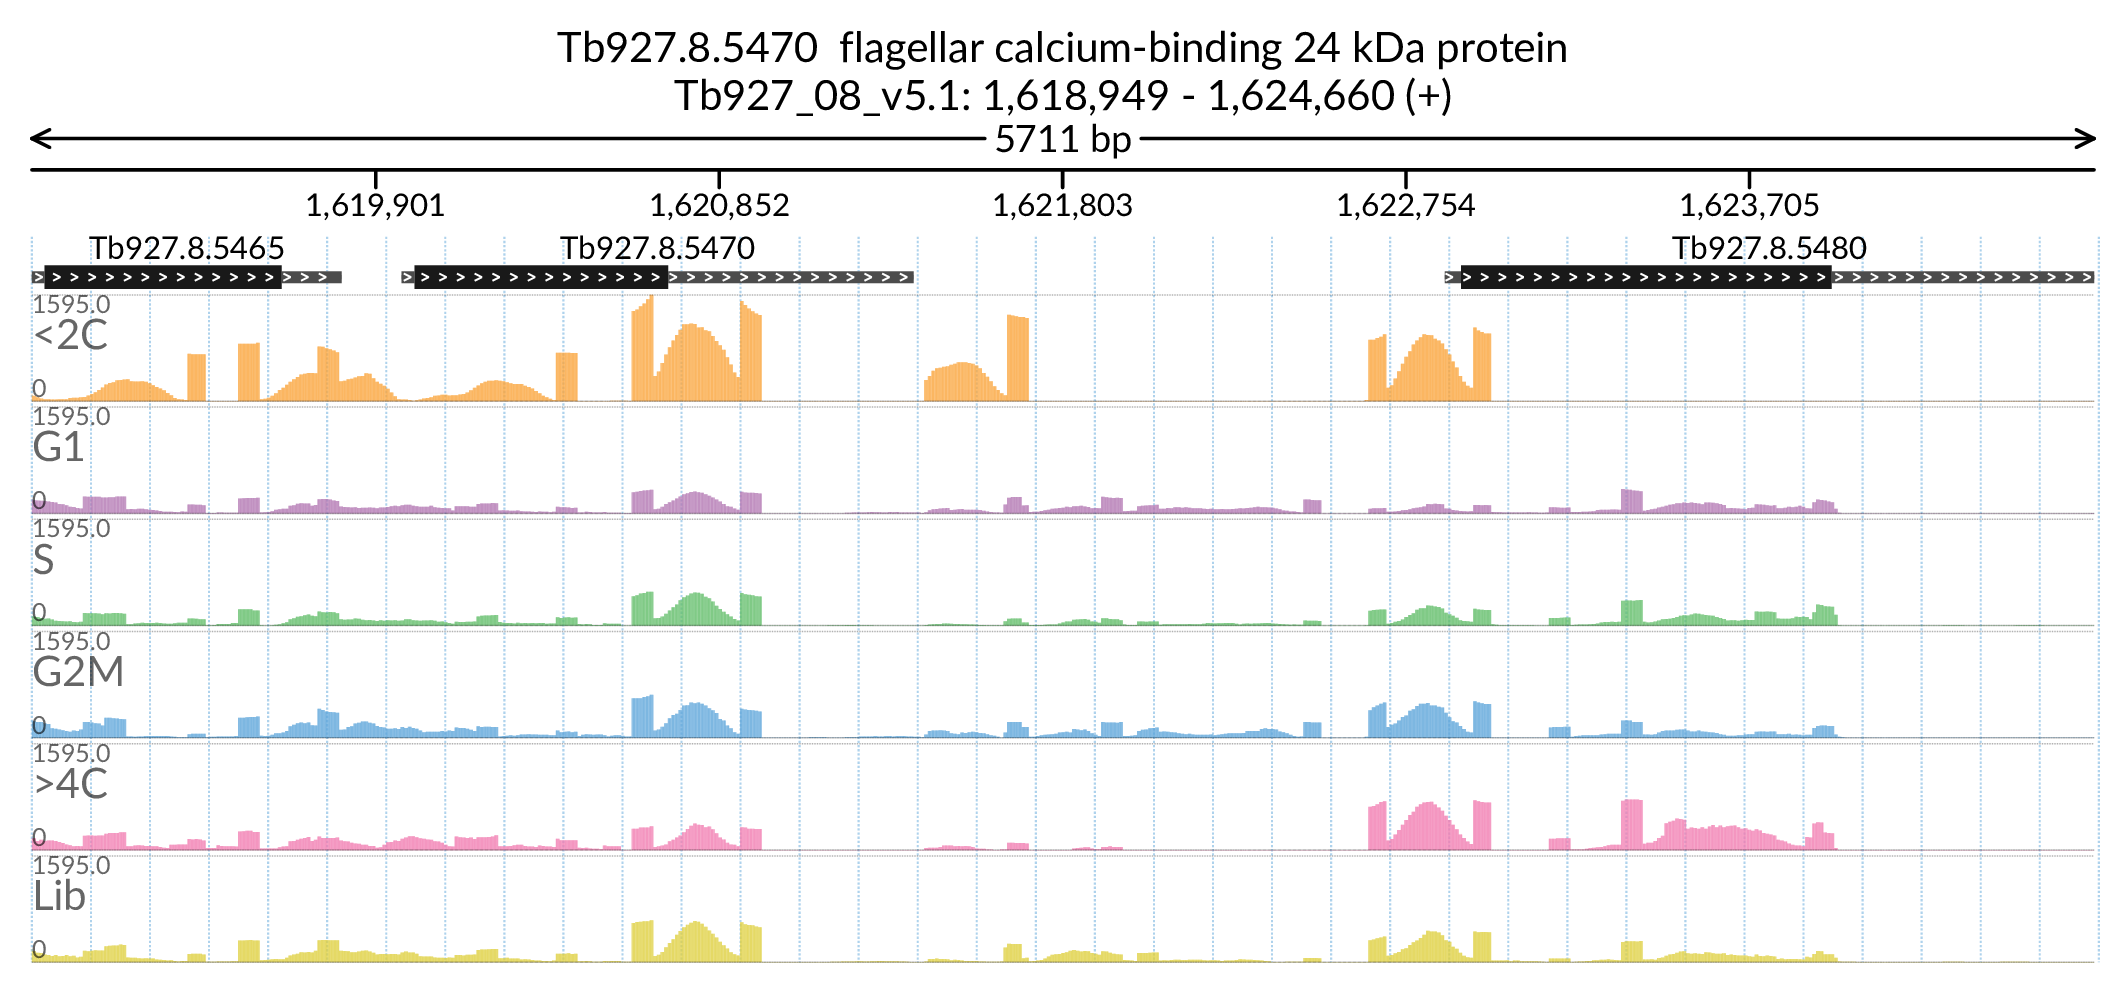 Tb927.8.5470 flagellar calcium-binding 24 kDa protein
Tb927_08_v5.1: 1,618,949 - 1,624,660 (+)
5711 bp
1,619,901 1,620,852 1,621,803 1,622,754 1,623,705
Tb927.8.5465 Tb927.8.5470 Tb927.8.5480
1595.0
<2C
0
1595.0
G1
0
1595.0
S
0
1595.0
G2M
0
1595.0
>4C
0
1595.0
Lib
0